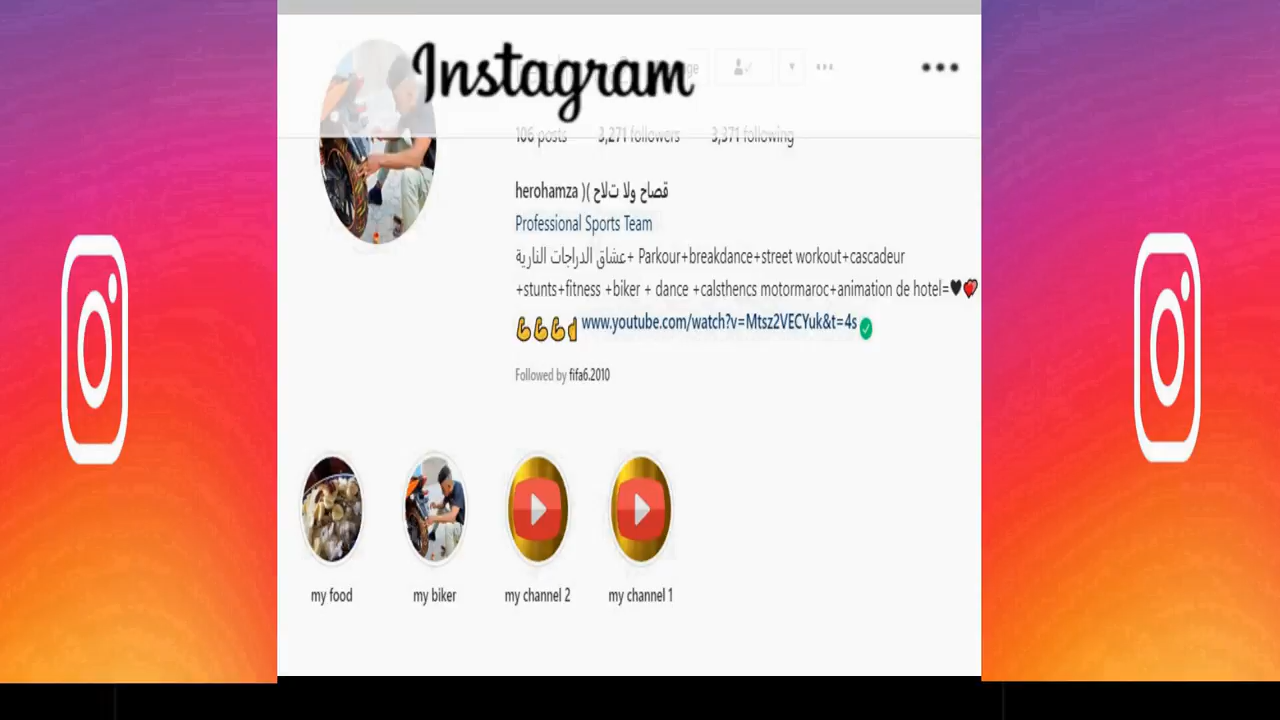 Instagram
106 posts 3,271 followers 3,371 following
herohamza )( قصاح ولا تلاح
Professional Sports Team
عشاق الدراجات النارية+ Parkour+breakdance+street workout+cascadeur
+stunts+fitness +biker + dance +calsthencs motormaroc+animation de hotel=🖤💘
💪💪💪 www.youtube.com/watch?v=Mtsz2VECYuk&t=4s
Followed by fifa6.2010
my food my biker my channel 2 my channel 1